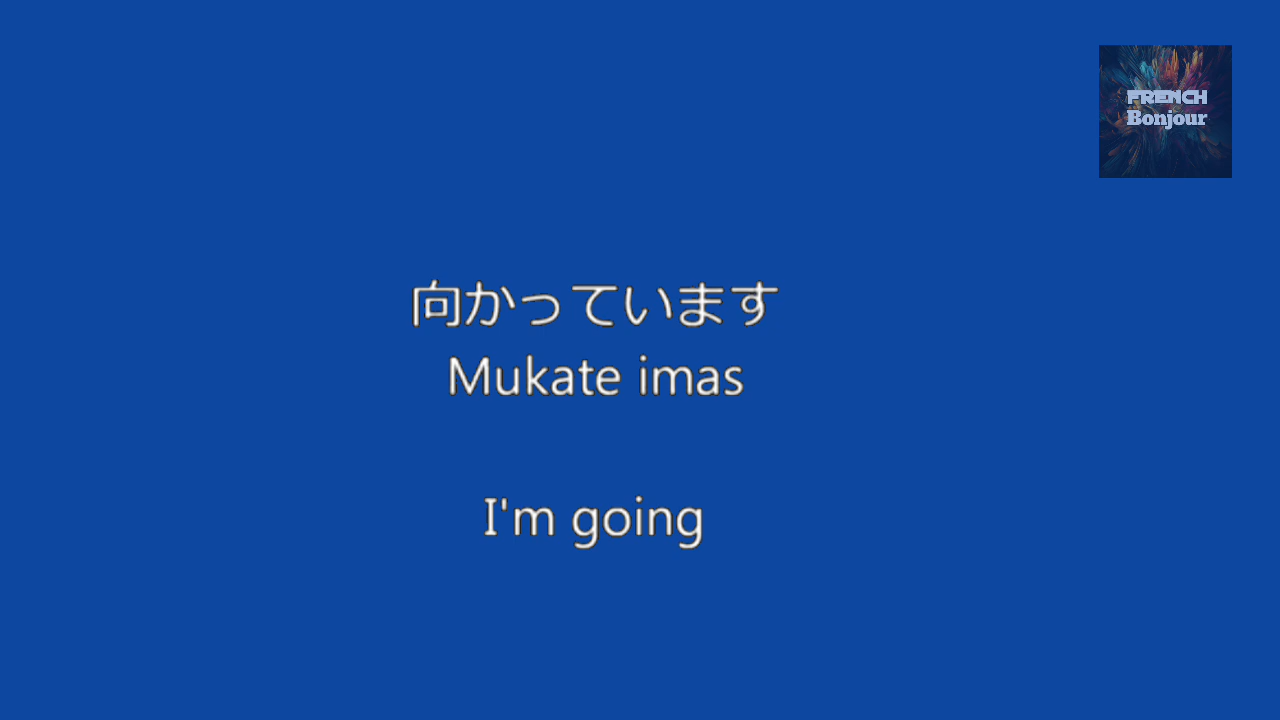 FRENCH
Bonjour
向かっています
Mukate imas
I'm going